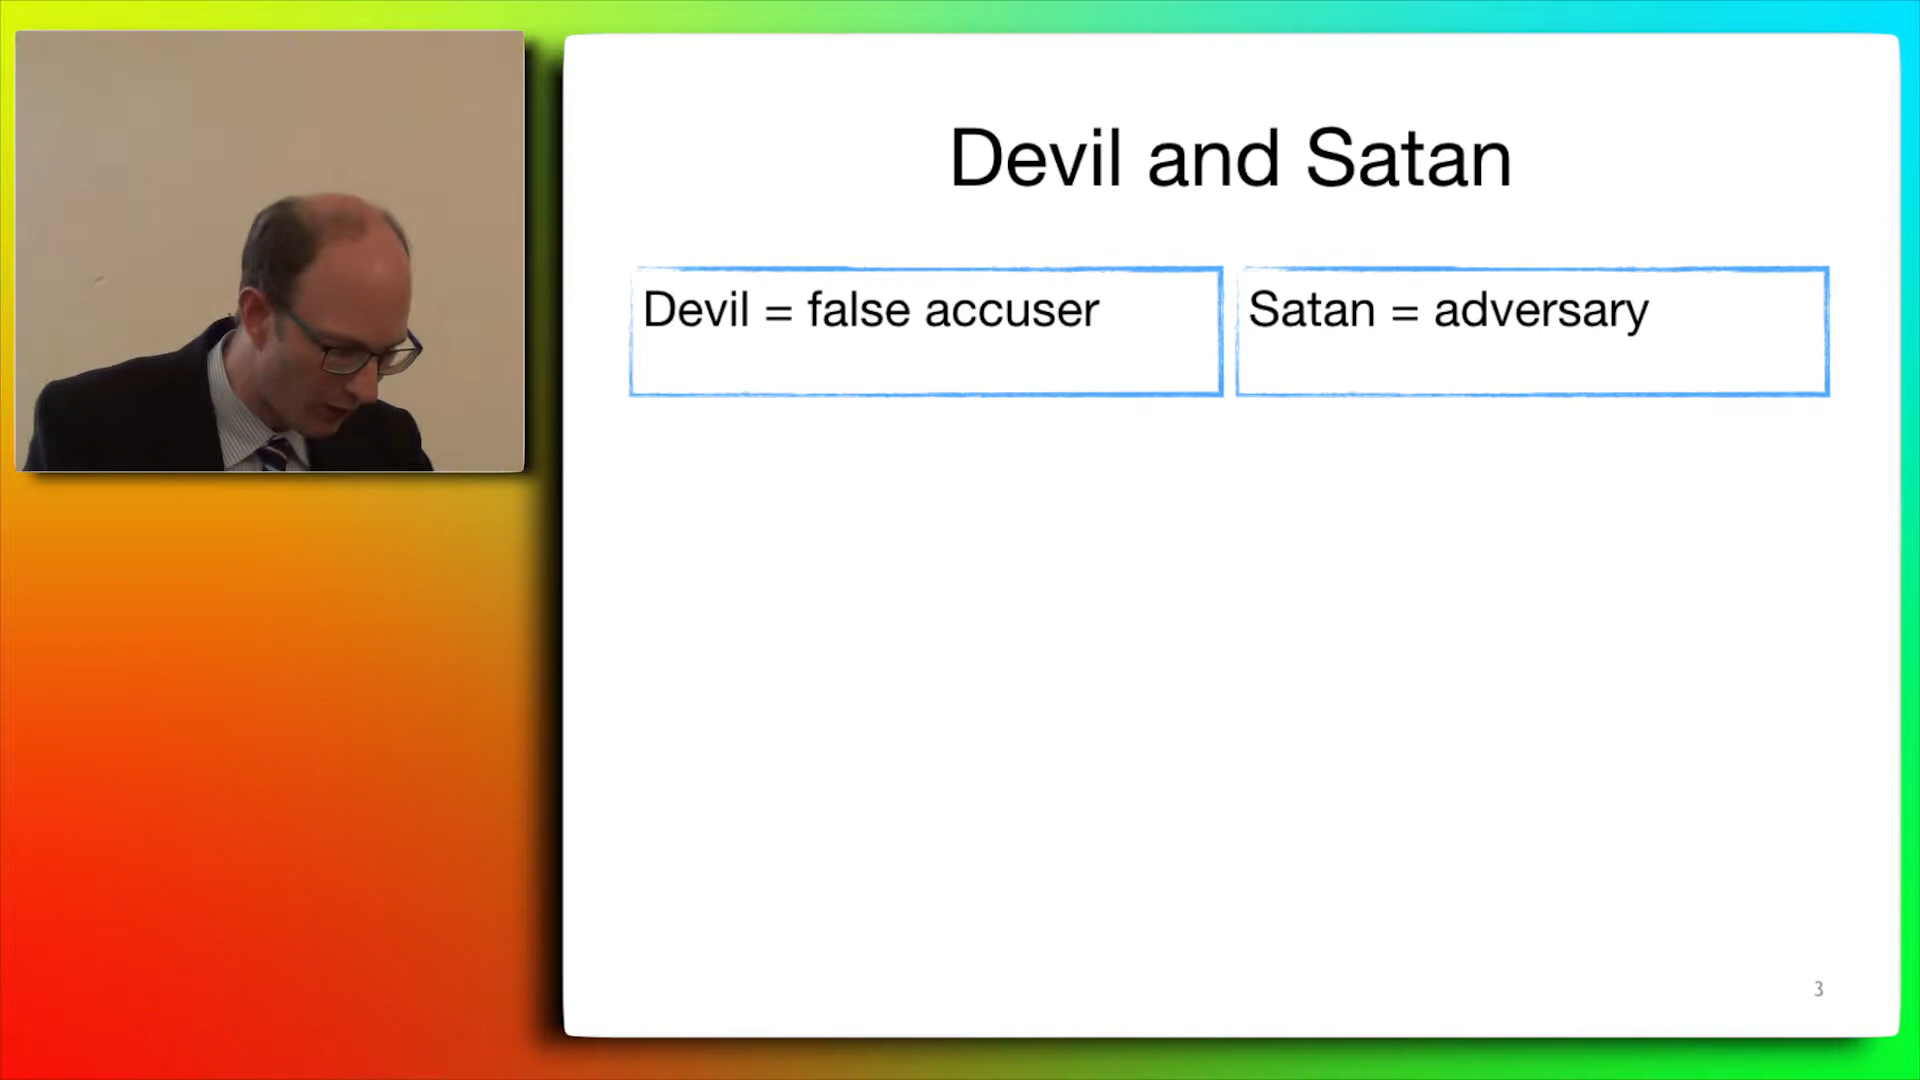 Devil and Satan
Devil = false accuser
Satan = adversary
3